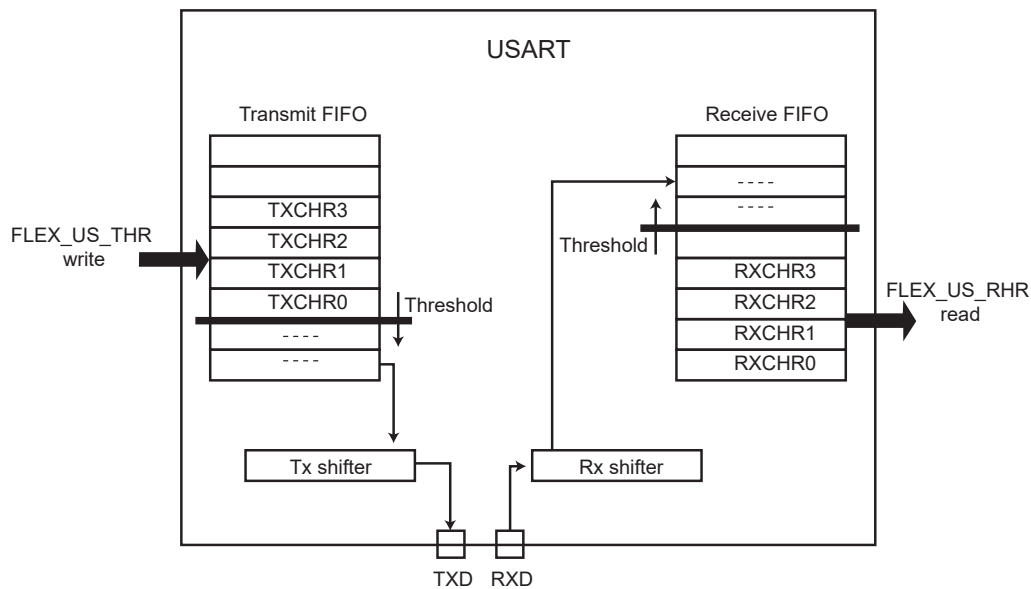 USART
Transmit FIFO
Receive FIFO
TXCHR3
TXCHR2
TXCHR1
TXCHR0
- - - -
- - - -
FLEX_US_THR
write
Threshold
- - - -
- - - -
Threshold
RXCHR3
RXCHR2
RXCHR1
RXCHR0
FLEX_US_RHR
read
Tx shifter
Rx shifter
TXD
RXD